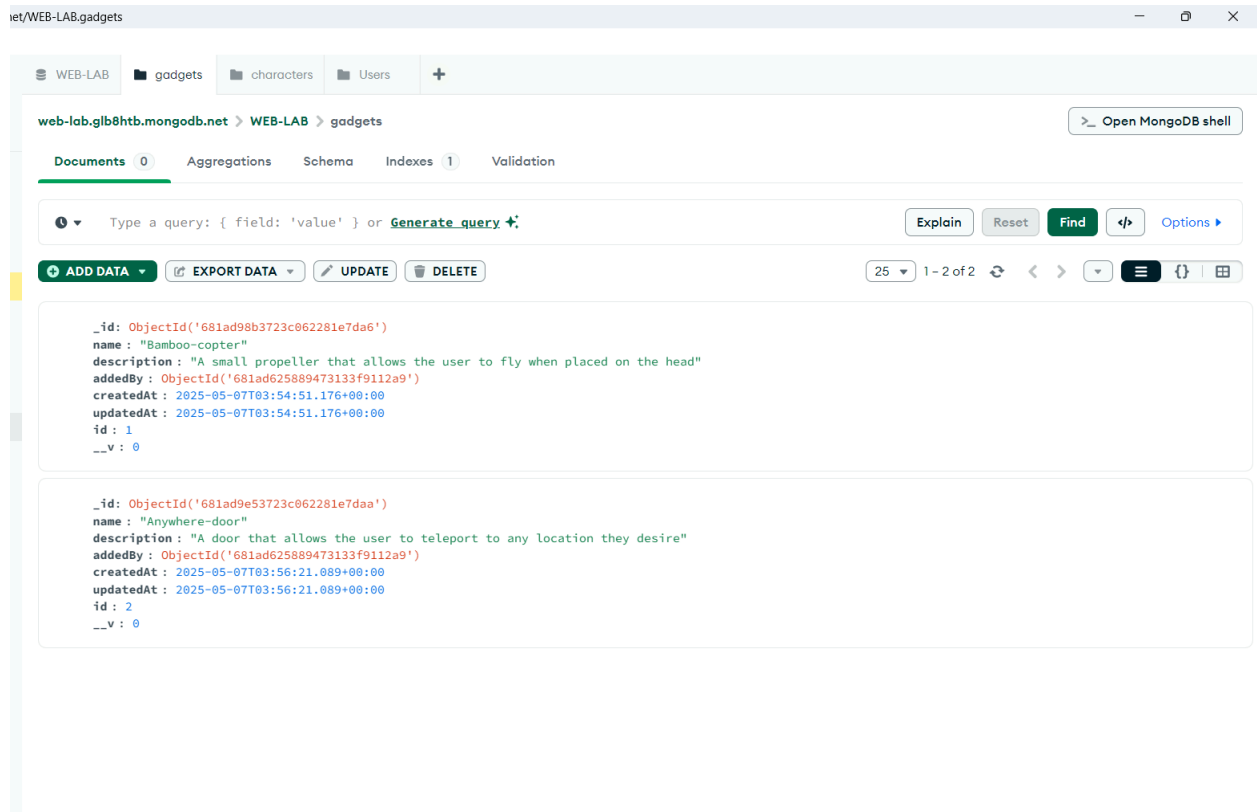 net/WEB-LAB.gadgets
WEB-LAB gadgets characters Users
web-lab.glb8htb.mongodb.net > WEB-LAB > gadgets
>_ Open MongoDB shell
Documents 0 Aggregations Schema Indexes 1 Validation
Type a query: { field: 'value' } or Generate query
Explain Reset Find </> Options
ADD DATA EXPORT DATA UPDATE DELETE
25 1 – 2 of 2 {}
_id: ObjectId('681ad98b3723c062281e7da6')
name : "Bamboo-copter"
description : "A small propeller that allows the user to fly when placed on the head"
addedBy : ObjectId('681ad625889473133f9112a9')
createdAt : 2025-05-07T03:54:51.176+00:00
updatedAt : 2025-05-07T03:54:51.176+00:00
id : 1
__v : 0
_id: ObjectId('681ad9e53723c062281e7daa')
name : "Anywhere-door"
description : "A door that allows the user to teleport to any location they desire"
addedBy : ObjectId('681ad625889473133f9112a9')
createdAt : 2025-05-07T03:56:21.089+00:00
updatedAt : 2025-05-07T03:56:21.089+00:00
id : 2
__v : 0